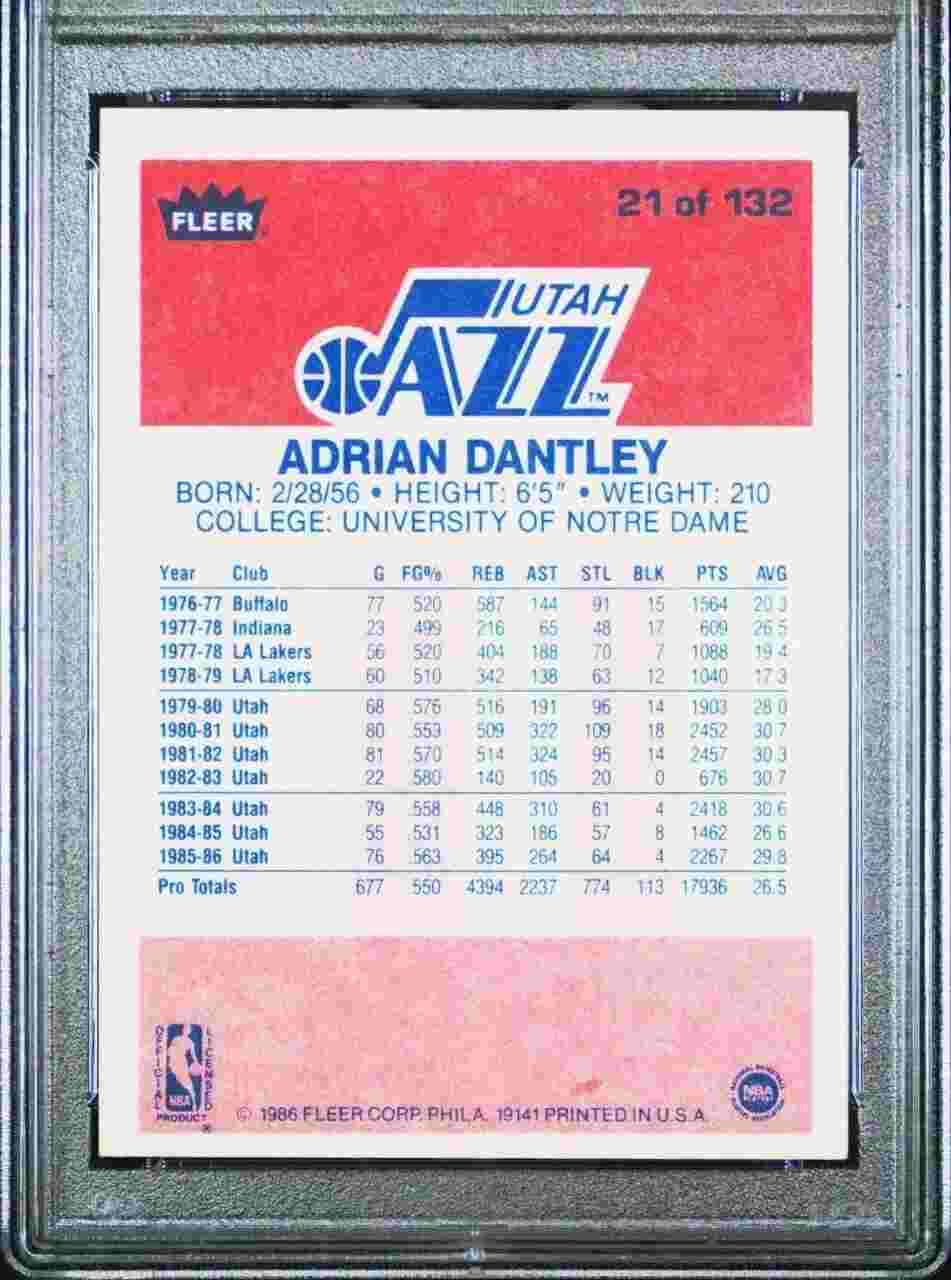 FLEER
21 of 132
UTAH
JAZZ™
ADRIAN DANTLEY
BORN: 2/28/56 • HEIGHT: 6'5" • WEIGHT: 210
COLLEGE: UNIVERSITY OF NOTRE DAME
Year Club G FG% REB AST STL BLK PTS AVG
1976-77 Buffalo 77 .520 587 144 91 15 1564 20.3
1977-78 Indiana 23 .499 216 65 48 17 609 26.5
1977-78 LA Lakers 56 .520 404 188 70 7 1088 19.4
1978-79 LA Lakers 60 .510 342 138 63 12 1040 17.3
1979-80 Utah 68 .576 516 191 96 14 1903 28.0
1980-81 Utah 80 .559 509 322 109 18 2452 30.7
1981-82 Utah 81 .570 514 324 95 14 2457 30.3
1982-83 Utah 22 .580 140 105 20 0 676 30.7
1983-84 Utah 79 .558 448 310 61 4 2418 30.6
1984-85 Utah 55 .531 323 186 57 8 1462 26.6
1985-86 Utah 76 .563 395 264 64 4 2267 29.8
Pro Totals 677 .550 4394 2237 774 113 17936 26.5
OFFICIAL LICENSED
NBA
PRODUCT ®
© 1986 FLEER CORP. PHILA. 19141 PRINTED IN U.S.A.
NBA